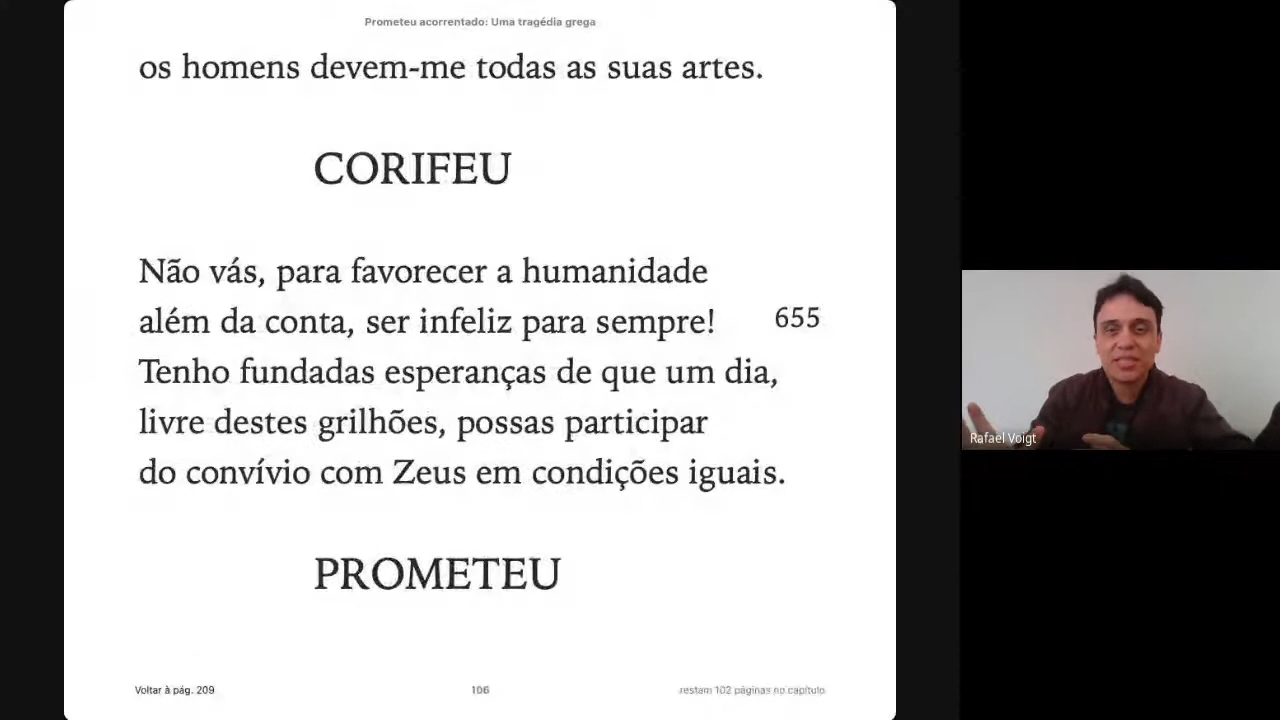 Prometeu acorrentado: Uma tragédia grega
os homens devem-me todas as suas artes.
CORIFEU
Não vás, para favorecer a humanidade
além da conta, ser infeliz para sempre! 655
Tenho fundadas esperanças de que um dia,
livre destes grilhões, possas participar
do convívio com Zeus em condições iguais.
PROMETEU
Voltar à pág. 209 106 restam 102 páginas no capítulo
Rafael Voigt